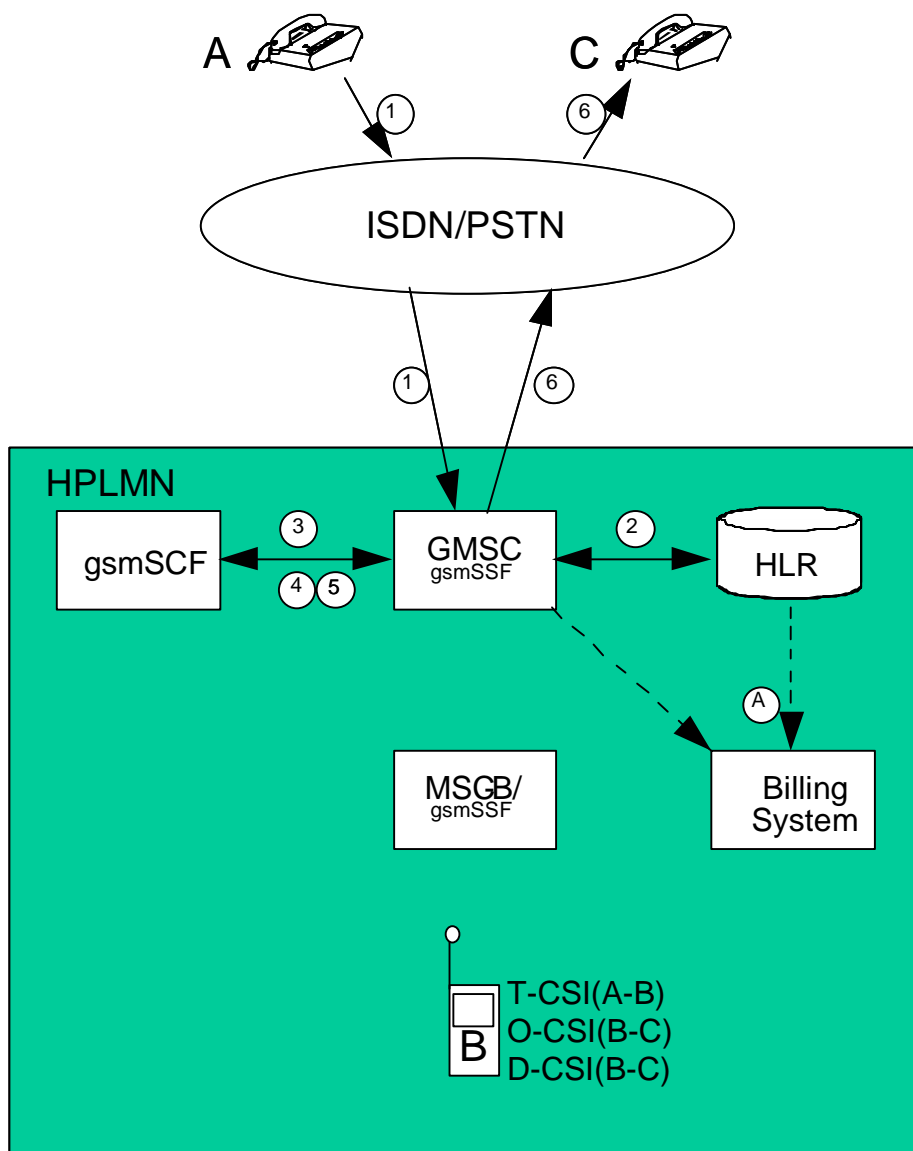 A
C
1
6
ISDN/PSTN
1
6
HPLMN
gsmSCF
3
4
5
GMSC
gsmSSF
2
HLR
A
MSCB/
gsmSSF
Billing
System
B
T-CSI(A-B)
O-CSI(B-C)
D-CSI(B-C)